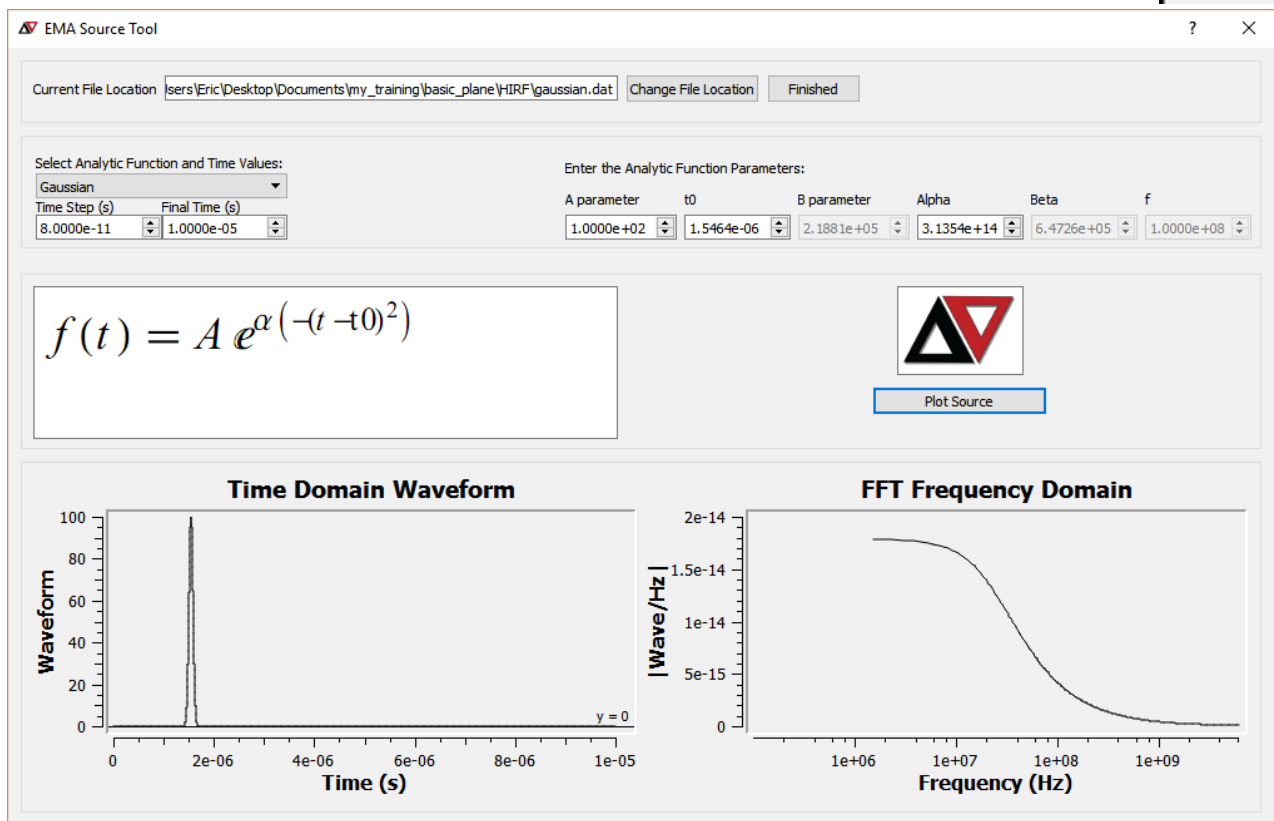 EMA Source Tool ? ×
Current File Location Isers\Eric\Desktop\Documents\my_training\basic_plane\HIRF\gaussian.dat Change File Location Finished
Select Analytic Function and Time Values:
Gaussian
Time Step (s) Final Time (s)
8.0000e-11 1.0000e-05
Enter the Analytic Function Parameters:
A parameter t0 B parameter Alpha Beta f
1.0000e+02 1.5464e-06 2.1881e+05 3.1354e+14 6.4726e+05 1.0000e+08
f(t) = A e^α(−(t−t0)²)
Plot Source
Time Domain Waveform
Waveform
100
80
60
40
20
0
y = 0
0 2e-06 4e-06 6e-06 8e-06 1e-05
Time (s)
FFT Frequency Domain
|Wave/Hz|
2e-14
1.5e-14
1e-14
5e-15
0
1e+06 1e+07 1e+08 1e+09
Frequency (Hz)